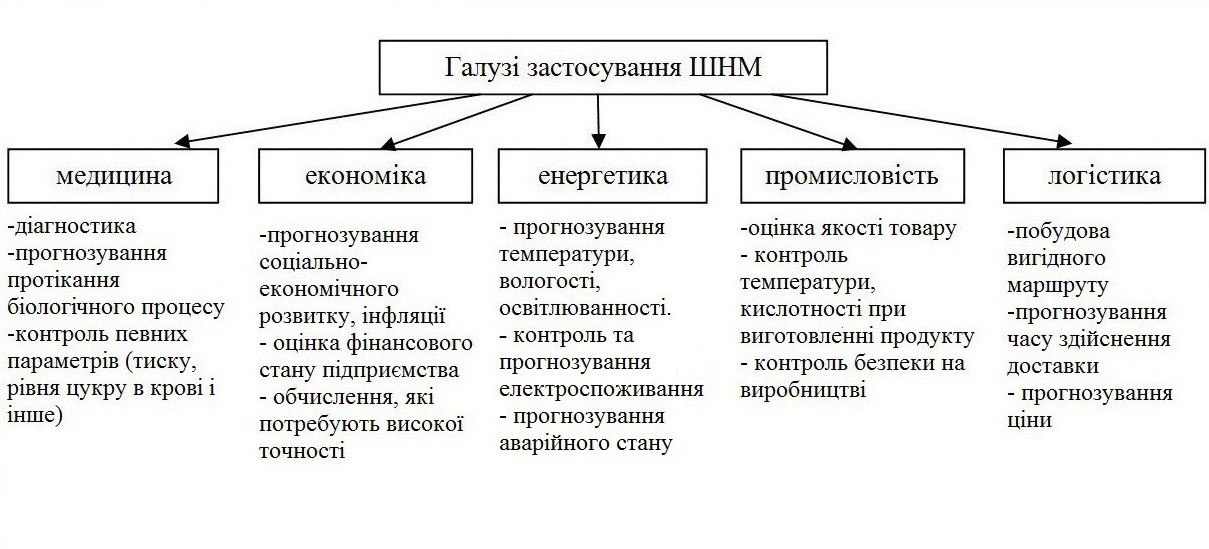 Галузі застосування ШНМ
медицина
-діагностика
-прогнозування
протікання
біологічного процесу
-контроль певних
параметрів (тиску,
рівня цукру в крові і
інше)
економіка
-прогнозування
соціально-
економічного
розвитку, інфляції
- оцінка фінансового
стану підприємства
- обчислення, які
потребують високої
точності
енергетика
- прогнозування
температури,
вологості,
освітлюванності.
- контроль та
прогнозування
електроспоживання
- прогнозування
аварійного стану
промисловість
-оцінка якості товару
- контроль
температури,
кислотності при
виготовленні продукту
- контроль безпеки на
виробництві
логістика
-побудова
вигідного
маршруту
-прогнозування
часу здійснення
доставки
- прогнозування
ціни